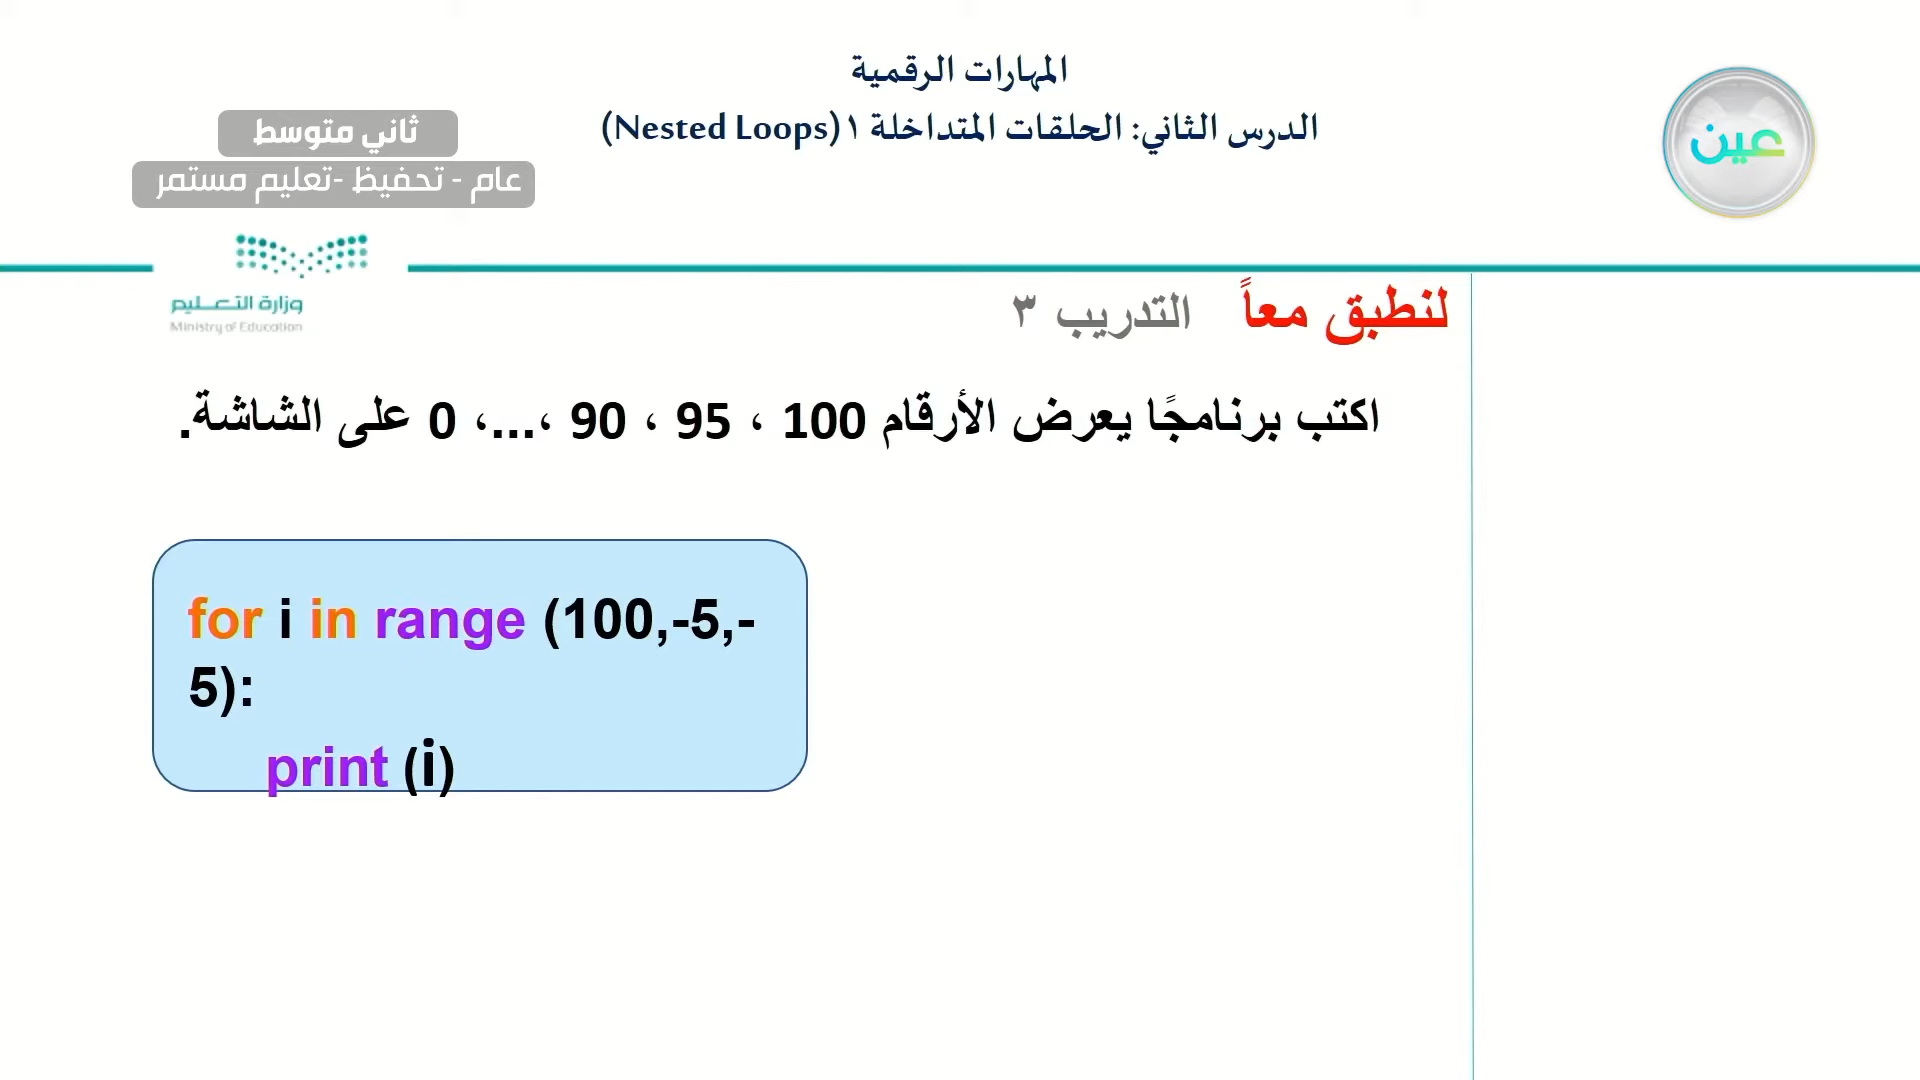 المهارات الرقمية
الدرس الثاني: الحلقات المتداخلة ١ (Nested Loops)
عين
ثاني متوسط
عام - تحفيظ -تعليم مستمر
وزارة التعليم
Ministry of Education
لنطبق معاً التدريب ٣
اكتب برنامجًا يعرض الأرقام 100 ، 95 ، 90 ،...، 0 على الشاشة.
for i in range (100,-5,-
5):
print (i)